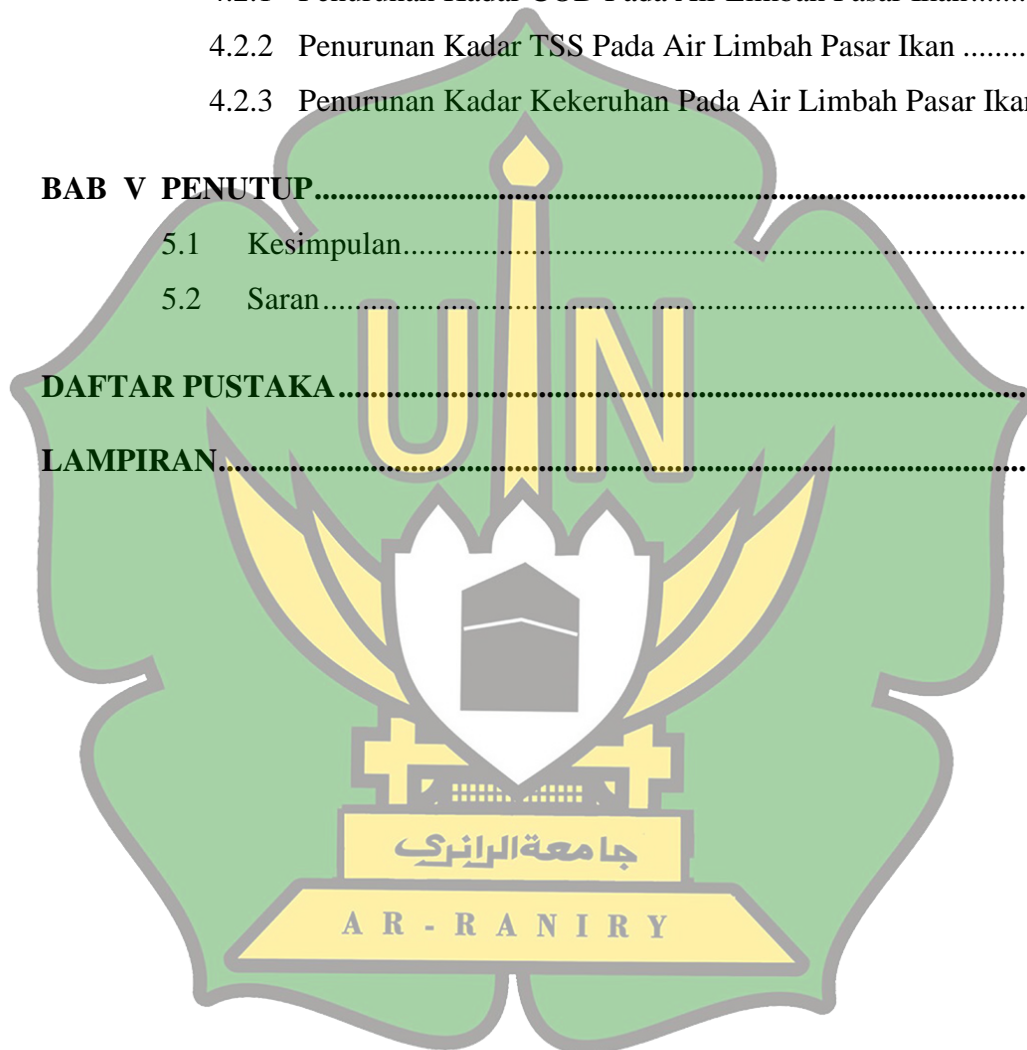 4.2.2 Penurunan Kadar TSS Pada Air Limbah Pasar Ikan ........
4.2.3 Penurunan Kadar Kekeruhan Pada Air Limbah Pasar Ikan
BAB V PENUTUP..........................................................................................
5.1 Kesimpulan...............................................................................
5.2 Saran.........................................................................................
DAFTAR PUSTAKA.......................................................................................
LAMPIRAN.....................................................................................................
UIN
جامعة الرانري
AR-RANIRY